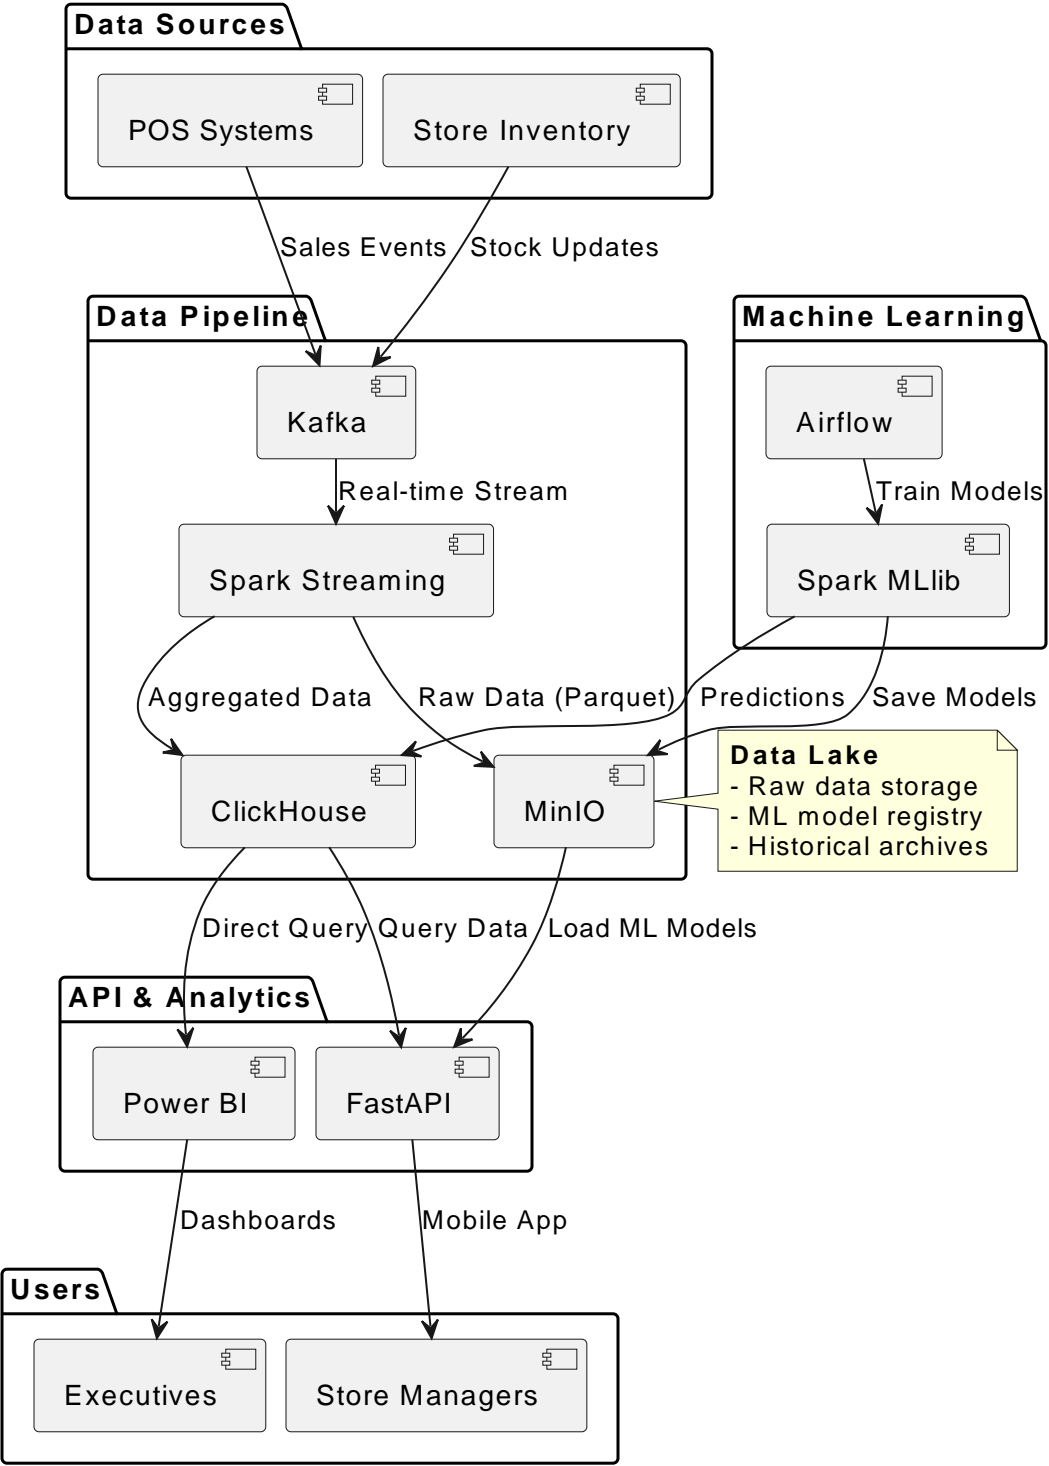 Data Sources
POS Systems
Store Inventory
Sales Events
Stock Updates
Data Pipeline
Machine Learning
Kafka
Airflow
Real-time Stream
Train Models
Spark Streaming
Spark MLlib
Aggregated Data
Raw Data (Parquet)
Predictions
Save Models
ClickHouse
MinIO
Data Lake
- Raw data storage
- ML model registry
- Historical archives
Direct Query
Query Data
Load ML Models
API & Analytics
Power BI
FastAPI
Dashboards
Mobile App
Users
Executives
Store Managers